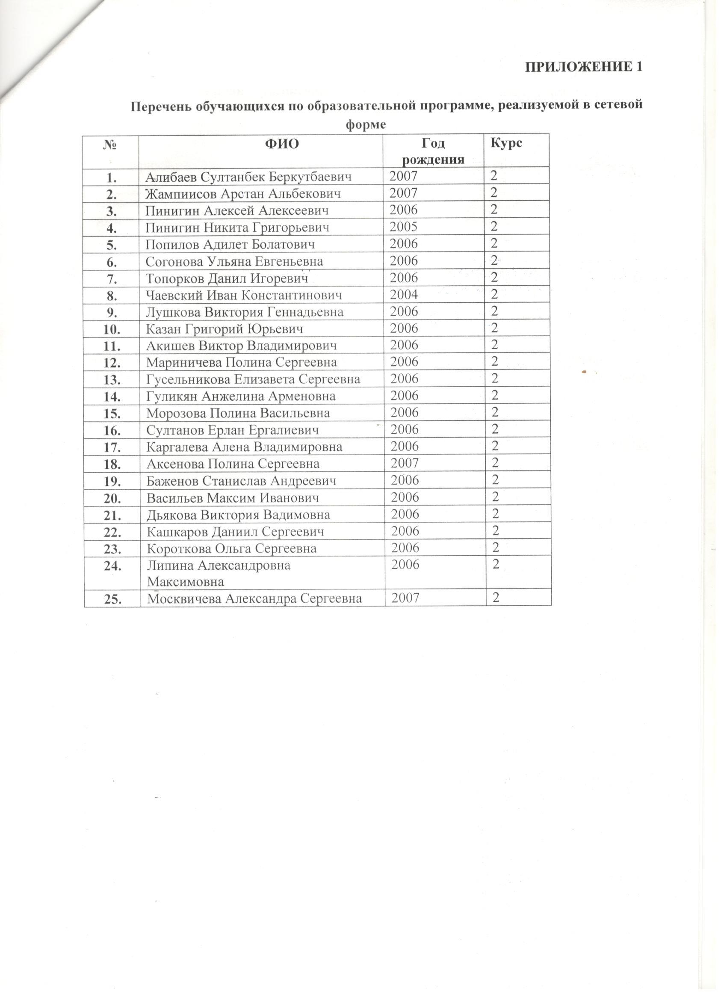 ПРИЛОЖЕНИЕ 1
Перечень обучающихся по образовательной программе, реализуемой в сетевой
форме
№ ФИО Год рождения Курс
1. Алибаев Султанбек Беркутбаевич 2007 2
2. Жампиисов Арстан Альбекович 2007 2
3. Пинигин Алексей Алексеевич 2006 2
4. Пинигин Никита Григорьевич 2005 2
5. Попилов Адилет Болатович 2006 2
6. Согонова Ульяна Евгеньевна 2006 2
7. Топорков Данил Игоревич 2006 2
8. Чаевский Иван Константинович 2004 2
9. Лушкова Виктория Геннадьевна 2006 2
10. Казан Григорий Юрьевич 2006 2
11. Акишев Виктор Владимирович 2006 2
12. Мариничева Полина Сергеевна 2006 2
13. Гусельникова Елизавета Сергеевна 2006 2
14. Гуликян Анжелина Арменовна 2006 2
15. Морозова Полина Васильевна 2006 2
16. Султанов Ерлан Ергалиевич 2006 2
17. Каргалева Алена Владимировна 2006 2
18. Аксенова Полина Сергеевна 2007 2
19. Баженов Станислав Андреевич 2006 2
20. Васильев Максим Иванович 2006 2
21. Дьякова Виктория Вадимовна 2006 2
22. Кашкаров Даниил Сергеевич 2006 2
23. Короткова Ольга Сергеевна 2006 2
24. Липина Александровна 2006 2
Максимовна
25. Москвичева Александра Сергеевна 2007 2